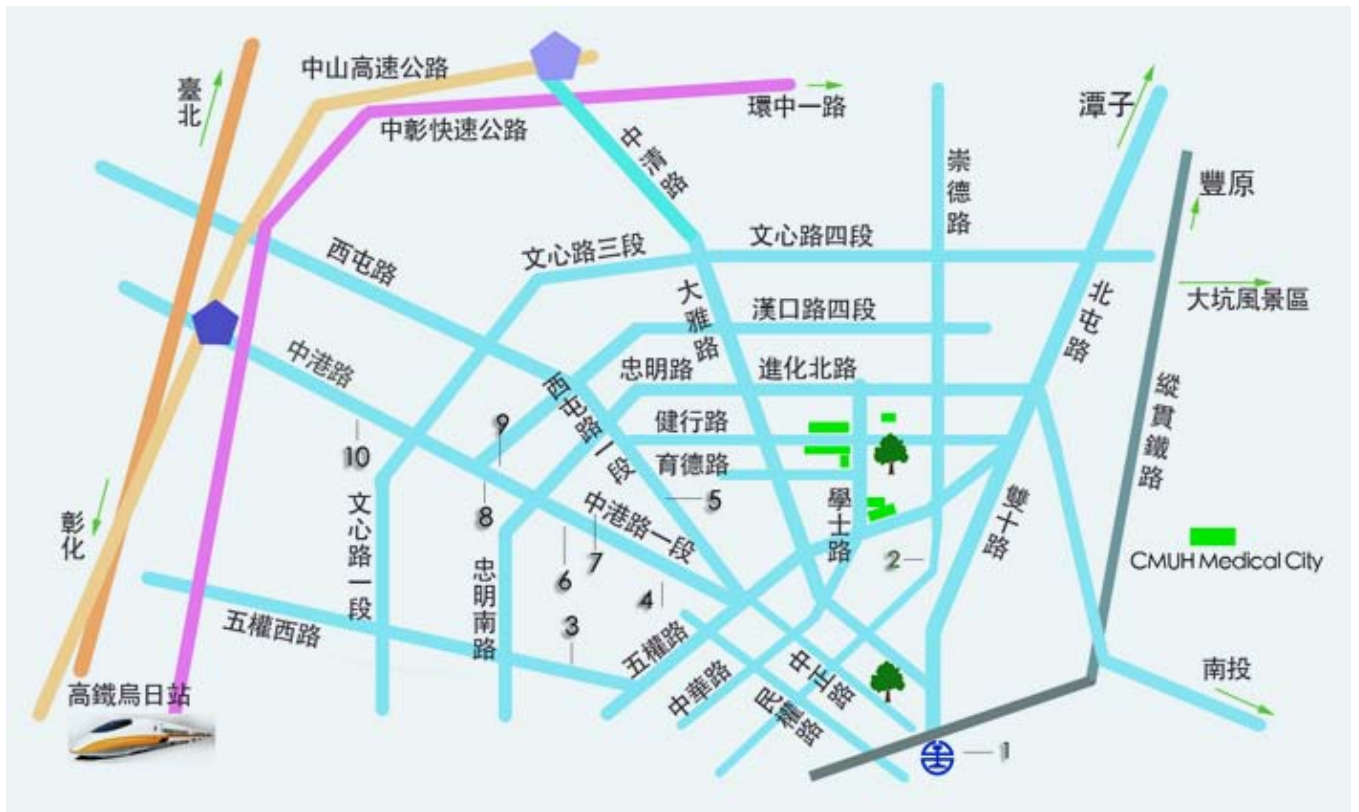 中山高速公路
臺北
中彰快速公路
環中一路
潭子
中清路
崇德路
豐原
西屯路
文心路三段
文心路四段
大坑風景區
大雅路
漢口路四段
北屯路
中港路
忠明路
進化北路
縱貫鐵路
西屯路一段
健行路
9
10
育德路
5
8
中港路一段
學士路
雙十路
彰化
文心路一段
忠明南路
6
7
2
CMUH Medical City
4
3
五權西路
五權路
中華路
中正路
民權路
南投
高鐵烏日站
1